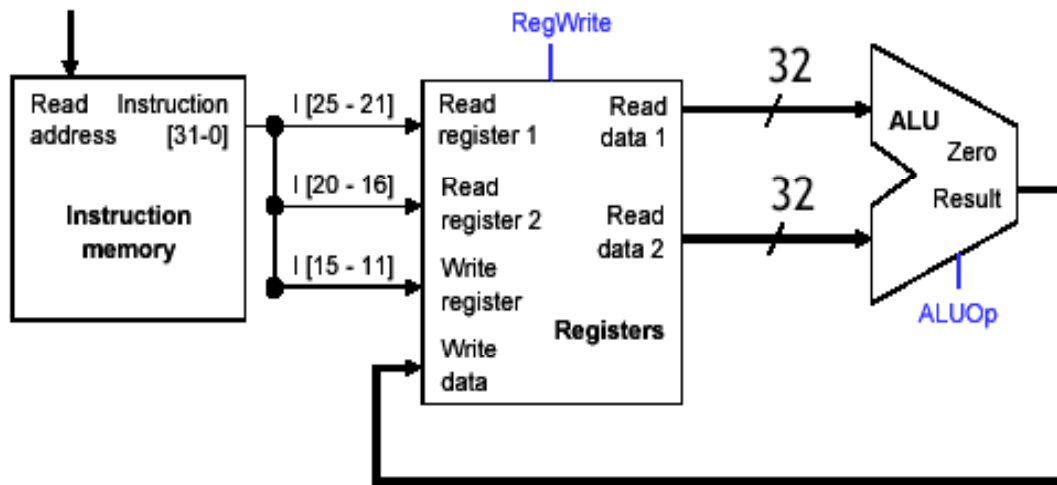 RegWrite
32
Read address
Instruction [31-0]
Instruction memory
I [25 - 21]
I [20 - 16]
I [15 - 11]
Read register 1
Read register 2
Write register
Write data
Read data 1
Read data 2
Registers
32
ALU
Zero
Result
ALUOp